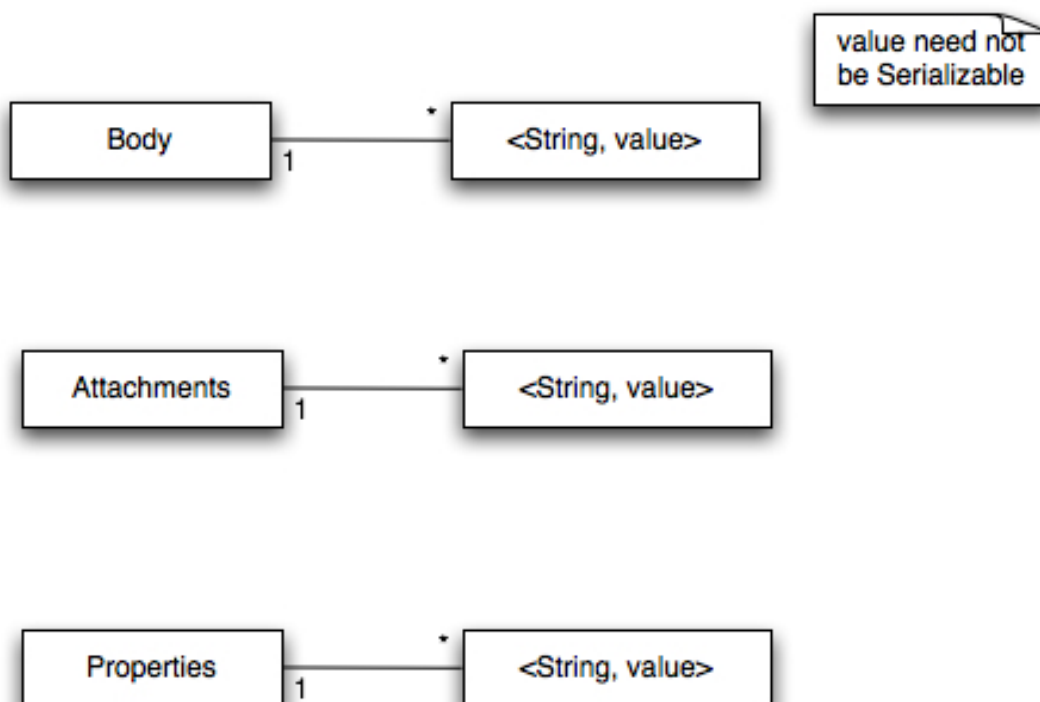 value need not
be Serializable
*
Body
<String, value>
1
*
Attachments
<String, value>
1
*
Properties
<String, value>
1